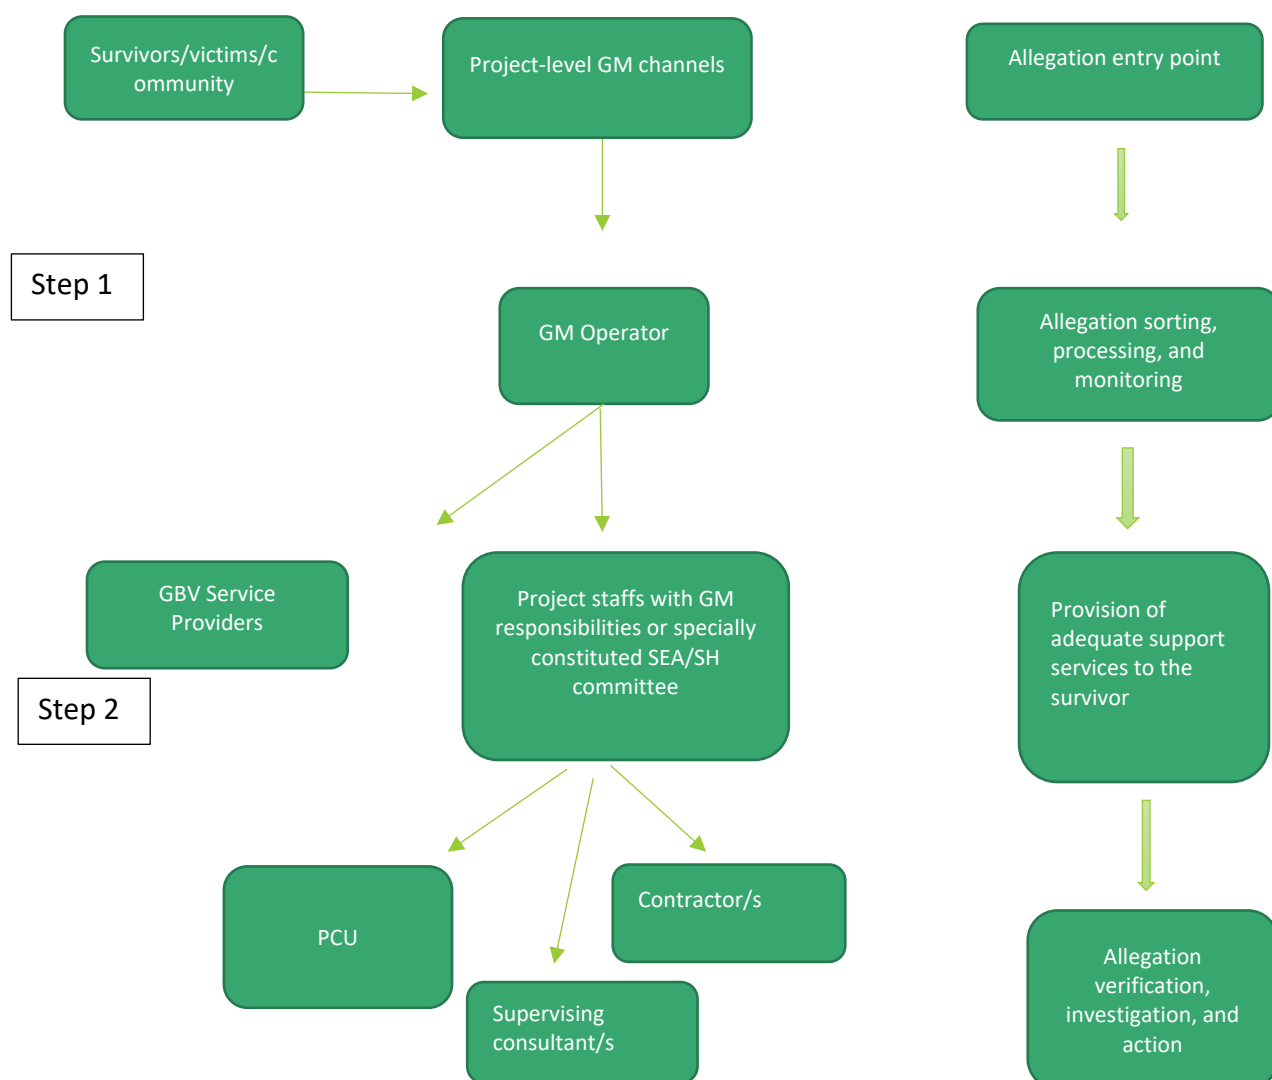 Survivors/victims/c
ommunity
Project-level GM channels
Allegation entry point
Step 1
GM Operator
Allegation sorting,
processing, and
monitoring
GBV Service
Providers
Project staffs with GM
responsibilities or specially
constituted SEA/SH
committee
Provision of
adequate support
services to the
survivor
Step 2
PCU
Contractor/s
Supervising
consultant/s
Allegation
verification,
investigation, and
action